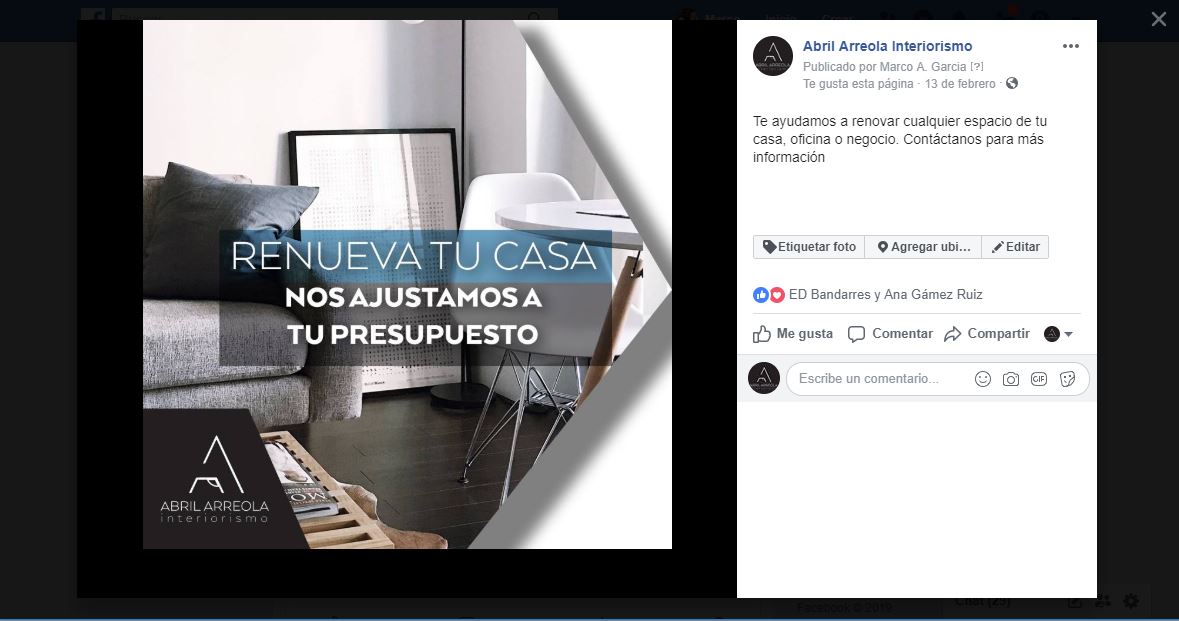 RENUEVA TU CASA
NOS AJUSTAMOS A
TU PRESUPUESTO
ABRIL ARREOLA
interiorismo
Abril Arreola Interiorismo
Publicado por Marco A. Garcia [?]
Te gusta esta página · 13 de febrero ·
Te ayudamos a renovar cualquier espacio de tu
casa, oficina o negocio. Contáctanos para más
información
Etiquetar foto
Agregar ubi...
Editar
ED Bandarres y Ana Gámez Ruiz
Me gusta
Comentar
Compartir
Escribe un comentario...
GIF
Facebook © 2019
Chat (29)